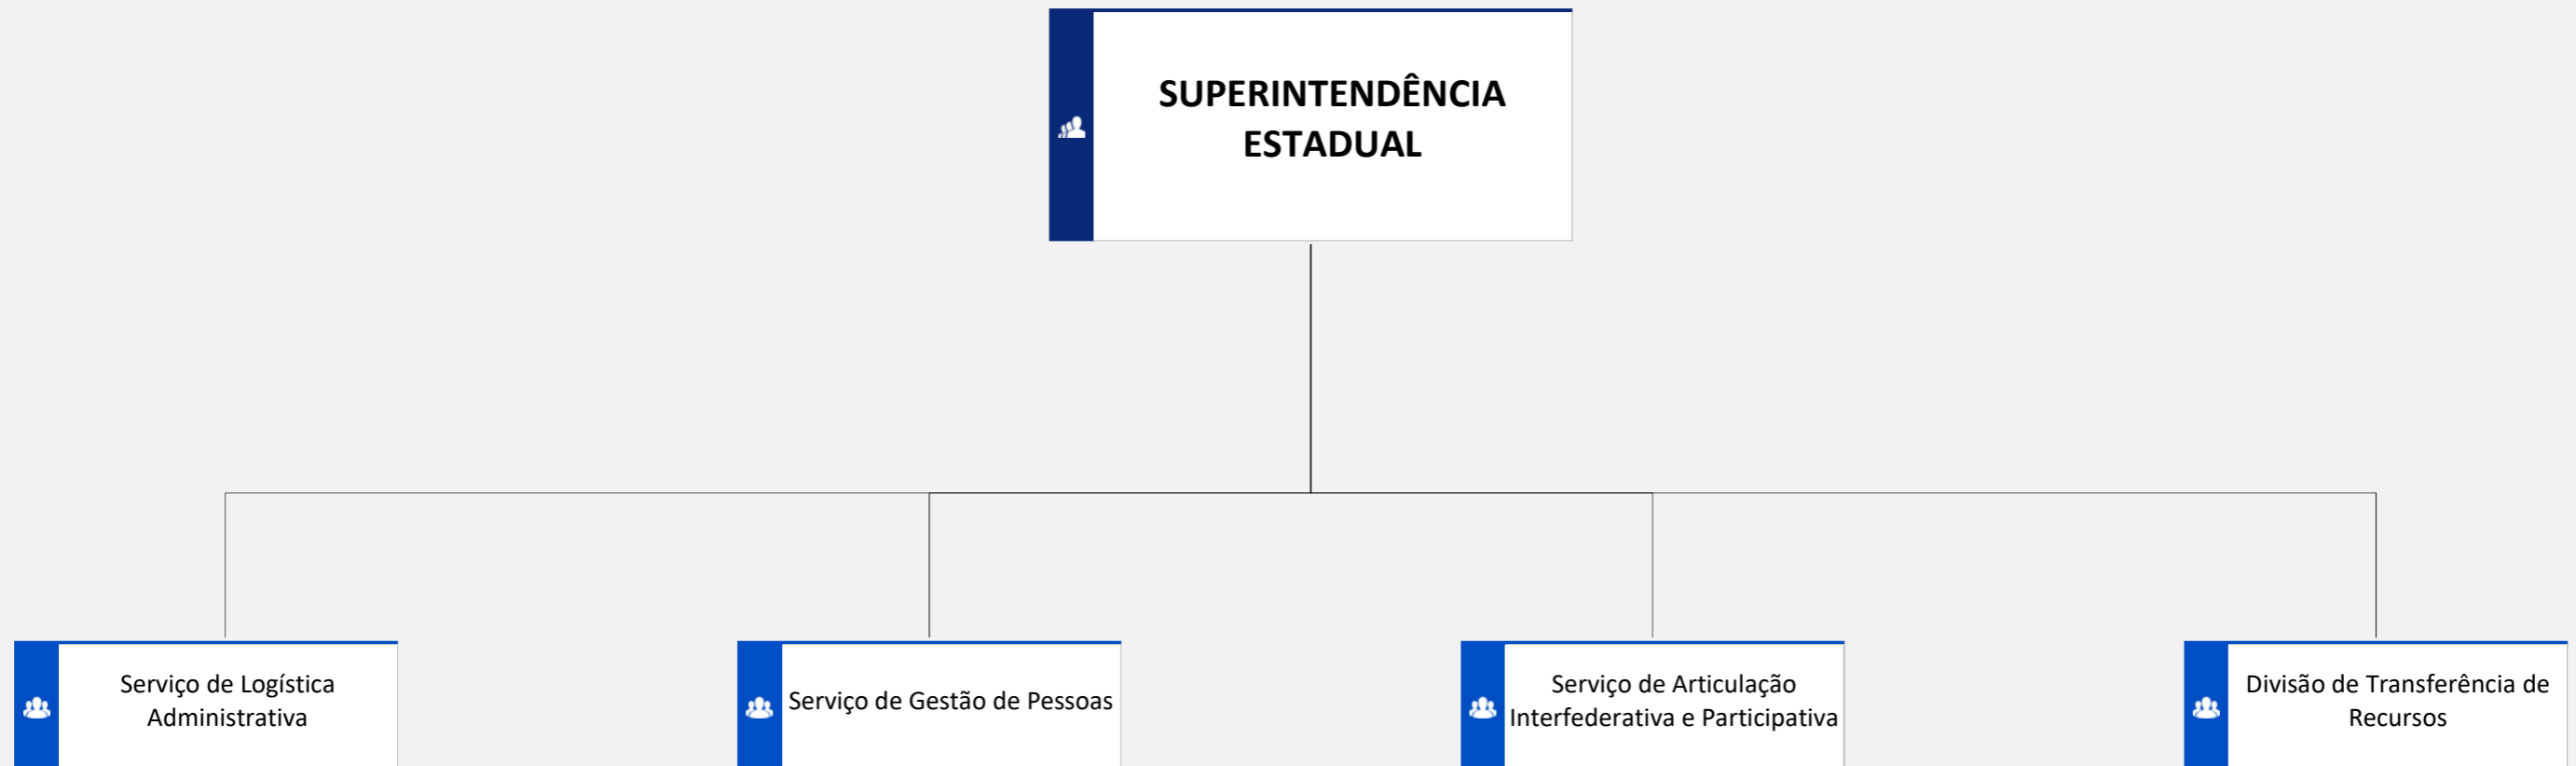 SUPERINTENDÊNCIA
ESTADUAL
Serviço de Logística
Administrativa
Serviço de Gestão de Pessoas
Serviço de Articulação
Interfederativa e Participativa
Divisão de Transferência de
Recursos